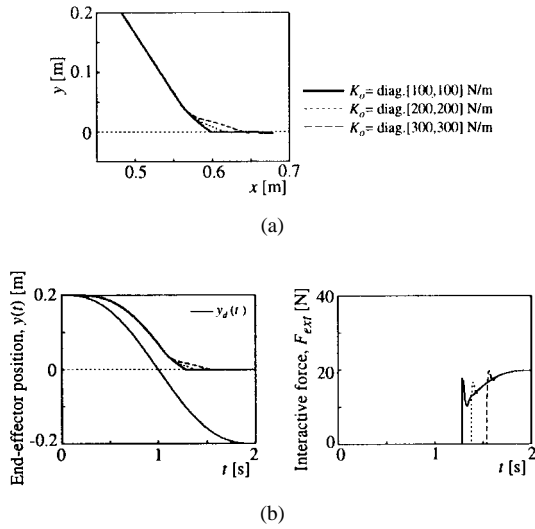 0.2
0.1
0
y [m]
0.5 0.6 0.7
x [m]
K_o= diag.[100,100] N/m
K_o= diag.[200,200] N/m
K_o= diag.[300,300] N/m
(a)
End-effector position, y(t) [m]
0.2
0
-0.2
y_d(t)
0 1 2
t [s]
Interactive force, F_ext [N]
40
20
0
0 1 2
t [s]
(b)